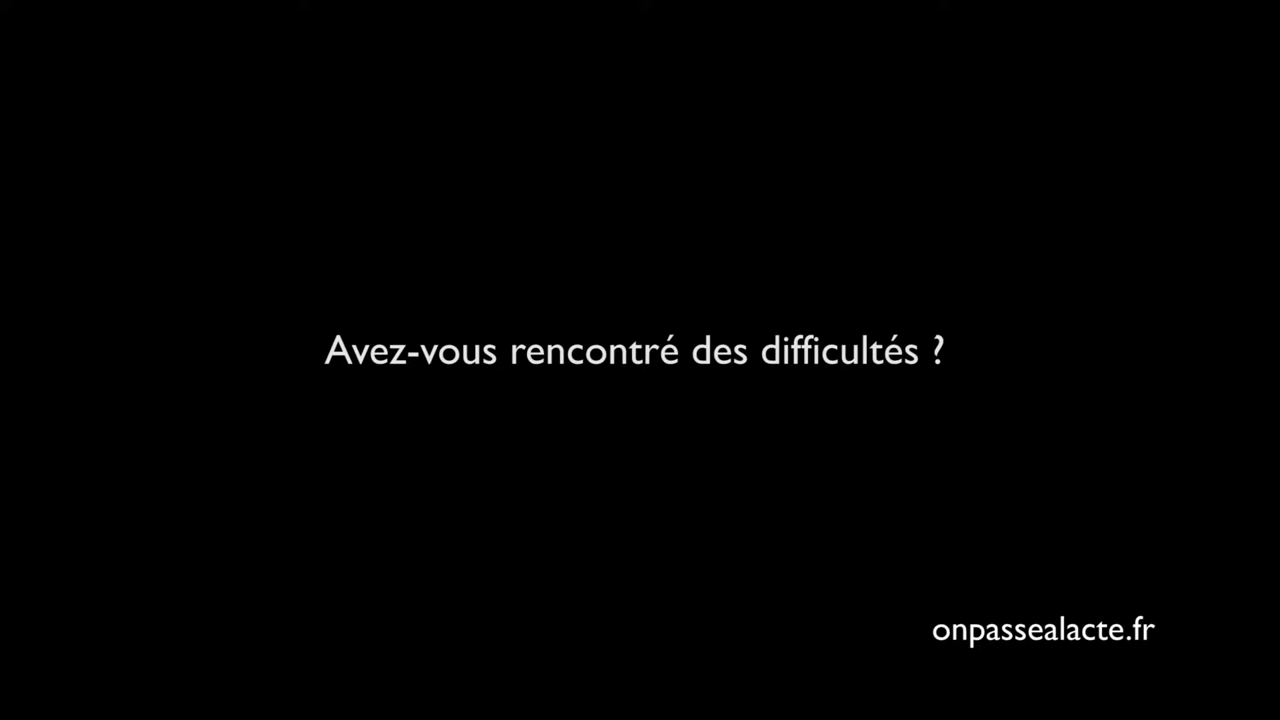 Avez-vous rencontré des difficultés ?
onpassealacte.fr